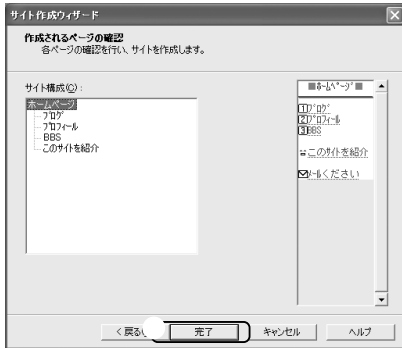 サイト作成ウィザード
作成されるページの確認
各ページの確認を行い、サイトを作成します。
サイト構成(C):
ホームページ
ブログ
プロフィール
BBS
このサイトを紹介
■ホームページ■
1ブログ
2プロフィール
3BBS
このサイトを紹介
メールください
< 戻る(
完了
キャンセル
ヘルプ